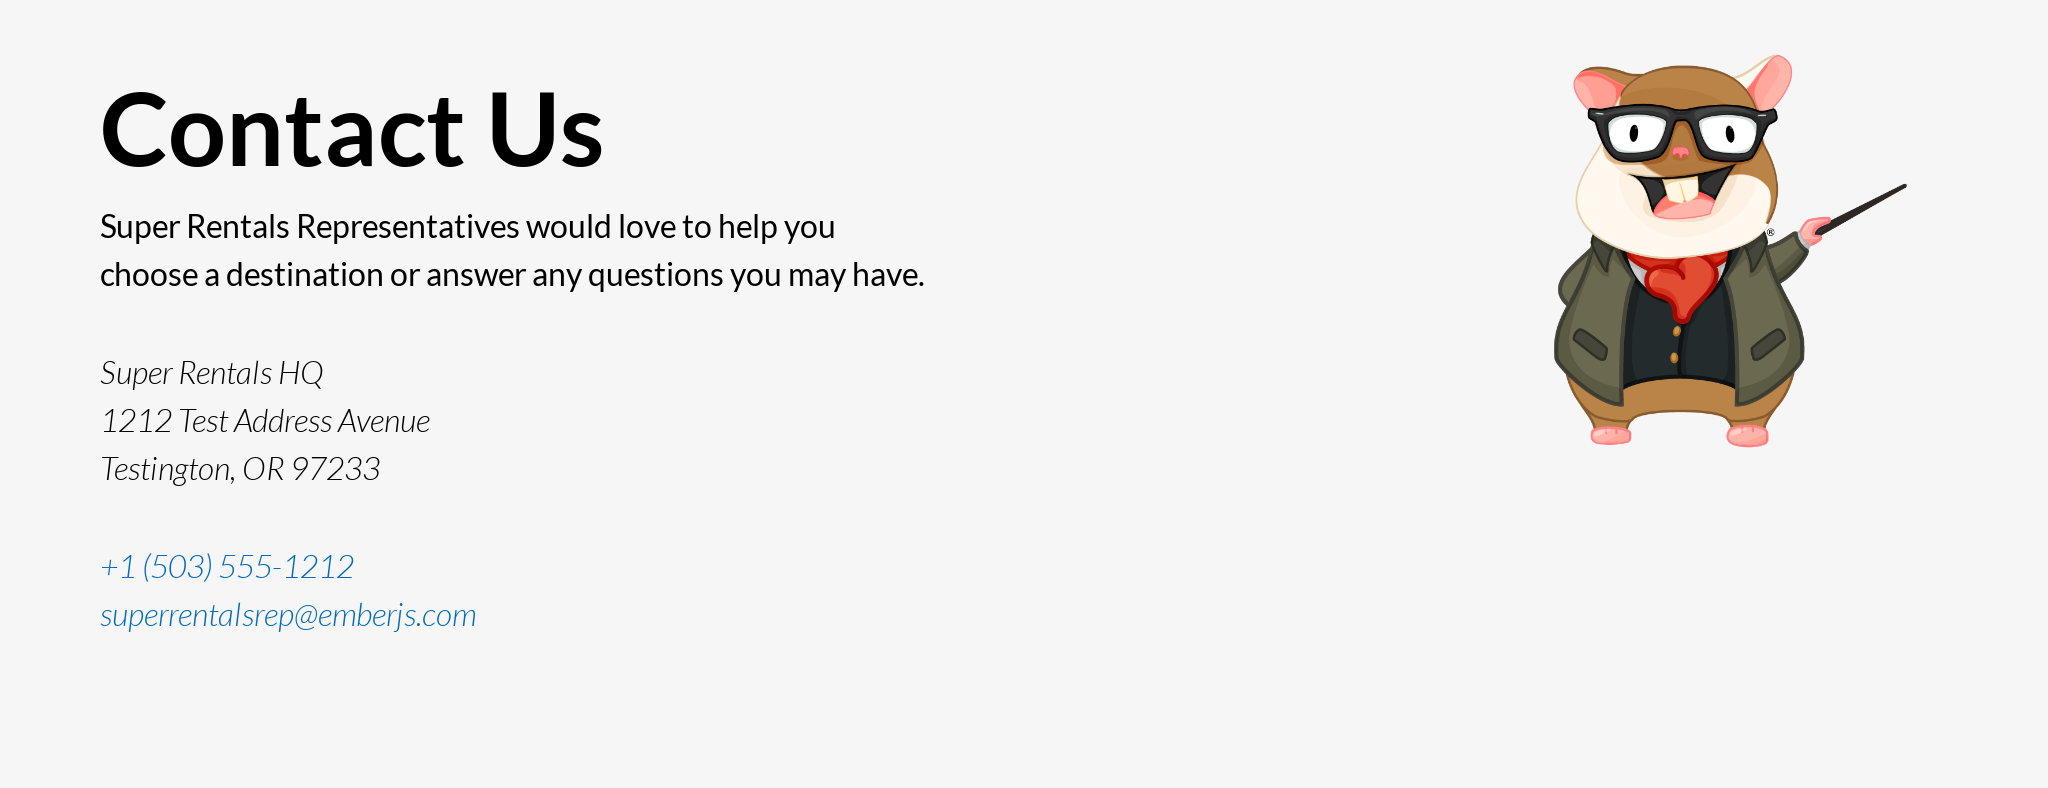 Contact Us
Super Rentals Representatives would love to help you
choose a destination or answer any questions you may have.
Super Rentals HQ
1212 Test Address Avenue
Testington, OR 97233
+1 (503) 555-1212
superrentalsrep@emberjs.com
®